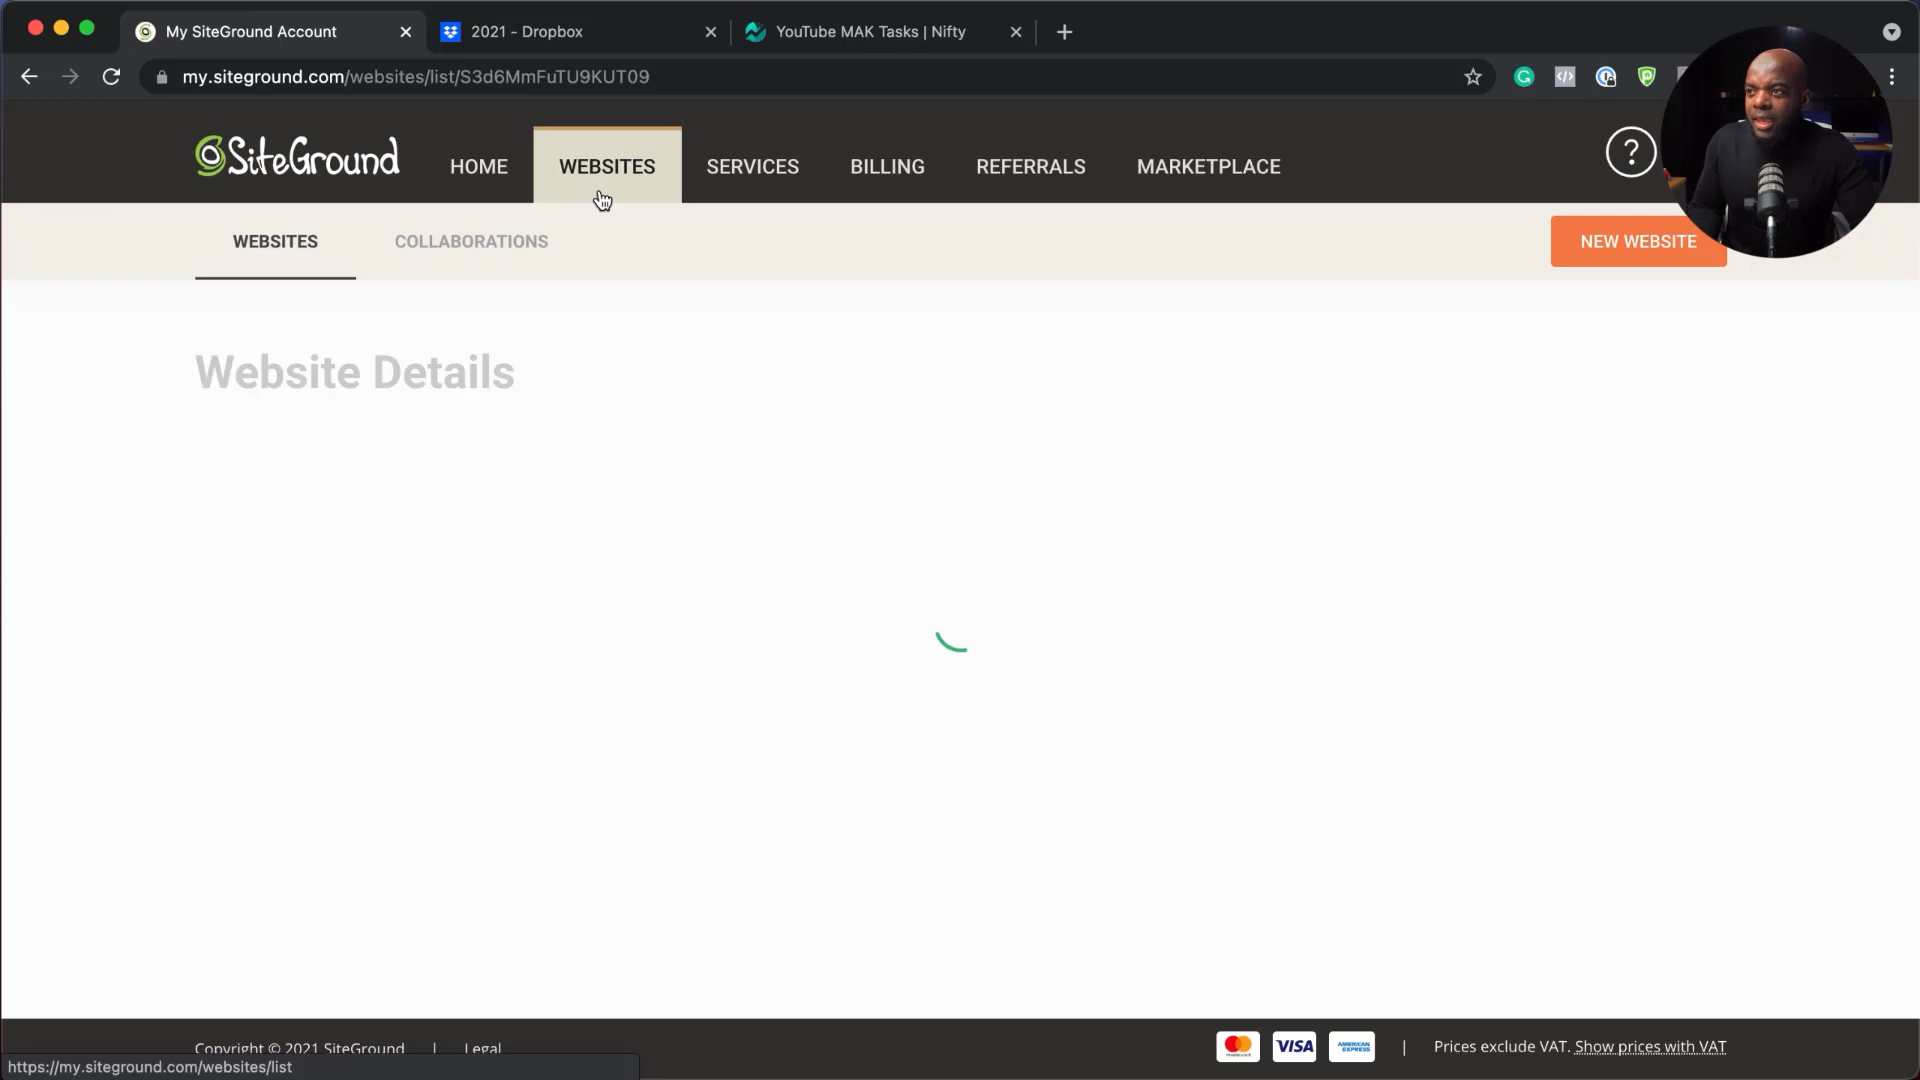 My SiteGround Account
2021 - Dropbox
YouTube MAK Tasks | Nifty
my.siteground.com/websites/list/S3d6MmFuTU9KUT09
SiteGround
HOME
WEBSITES
SERVICES
BILLING
REFERRALS
MARKETPLACE
?
WEBSITES
COLLABORATIONS
NEW WEBSITE
Website Details
Copyright © 2021 SiteGround | Legal
VISA
AMERICAN EXPRESS
| Prices exclude VAT. Show prices with VAT
https://my.siteground.com/websites/list